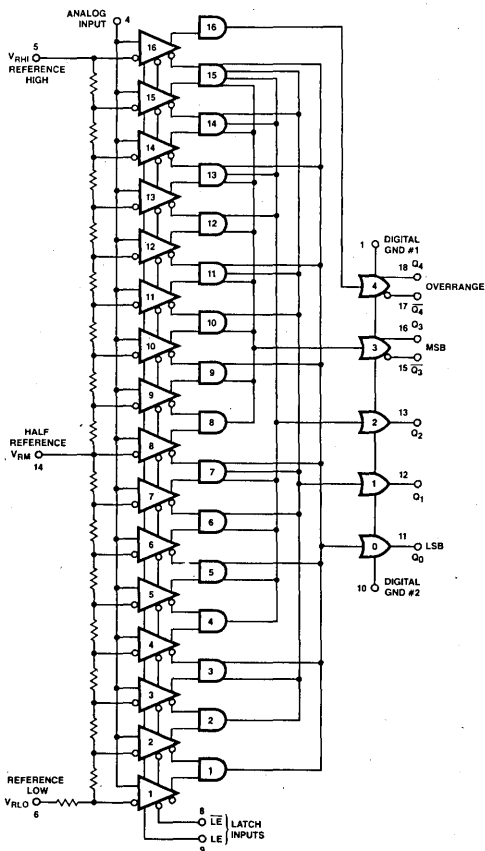 ANALOG
INPUT
4
5
VRHI
REFERENCE
HIGH
16
15
14
13
12
11
10
9
8
7
6
5
4
3
2
1
16
15
14
13
12
11
10
9
8
7
6
5
4
3
2
1
HALF
REFERENCE
VRM
14
REFERENCE
LOW
VRLO
6
8
LE
LE
9
LATCH
INPUTS
1
DIGITAL
GND #1
4
18 Q4
OVERRANGE
17 Q4
16 Q3
3
MSB
15 Q3
2
13
Q2
1
12
Q1
0
11
LSB
Q0
10
DIGITAL
GND #2